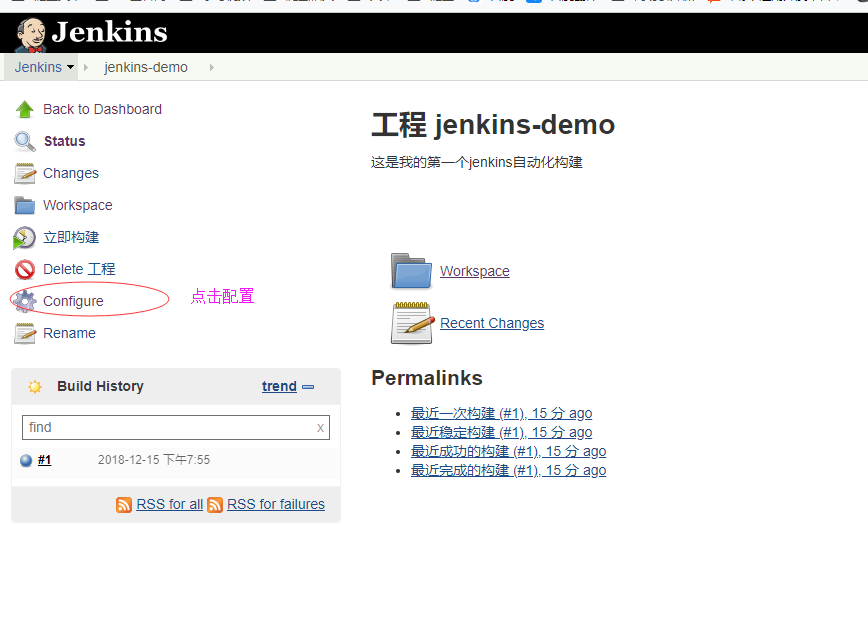 Jenkins
Jenkins
jenkins-demo
Back to Dashboard
Status
Changes
Workspace
立即构建
Delete 工程
Configure
点击配置
Rename
Build History
trend
find
x
#1
2018-12-15 下午7:55
RSS for all
RSS for failures
工程 jenkins-demo
这是我的第一个jenkins自动化构建
Workspace
Recent Changes
Permalinks
最近一次构建 (#1), 15 分 ago
最近稳定构建 (#1), 15 分 ago
最近成功的构建 (#1), 15 分 ago
最近完成的构建 (#1), 15 分 ago